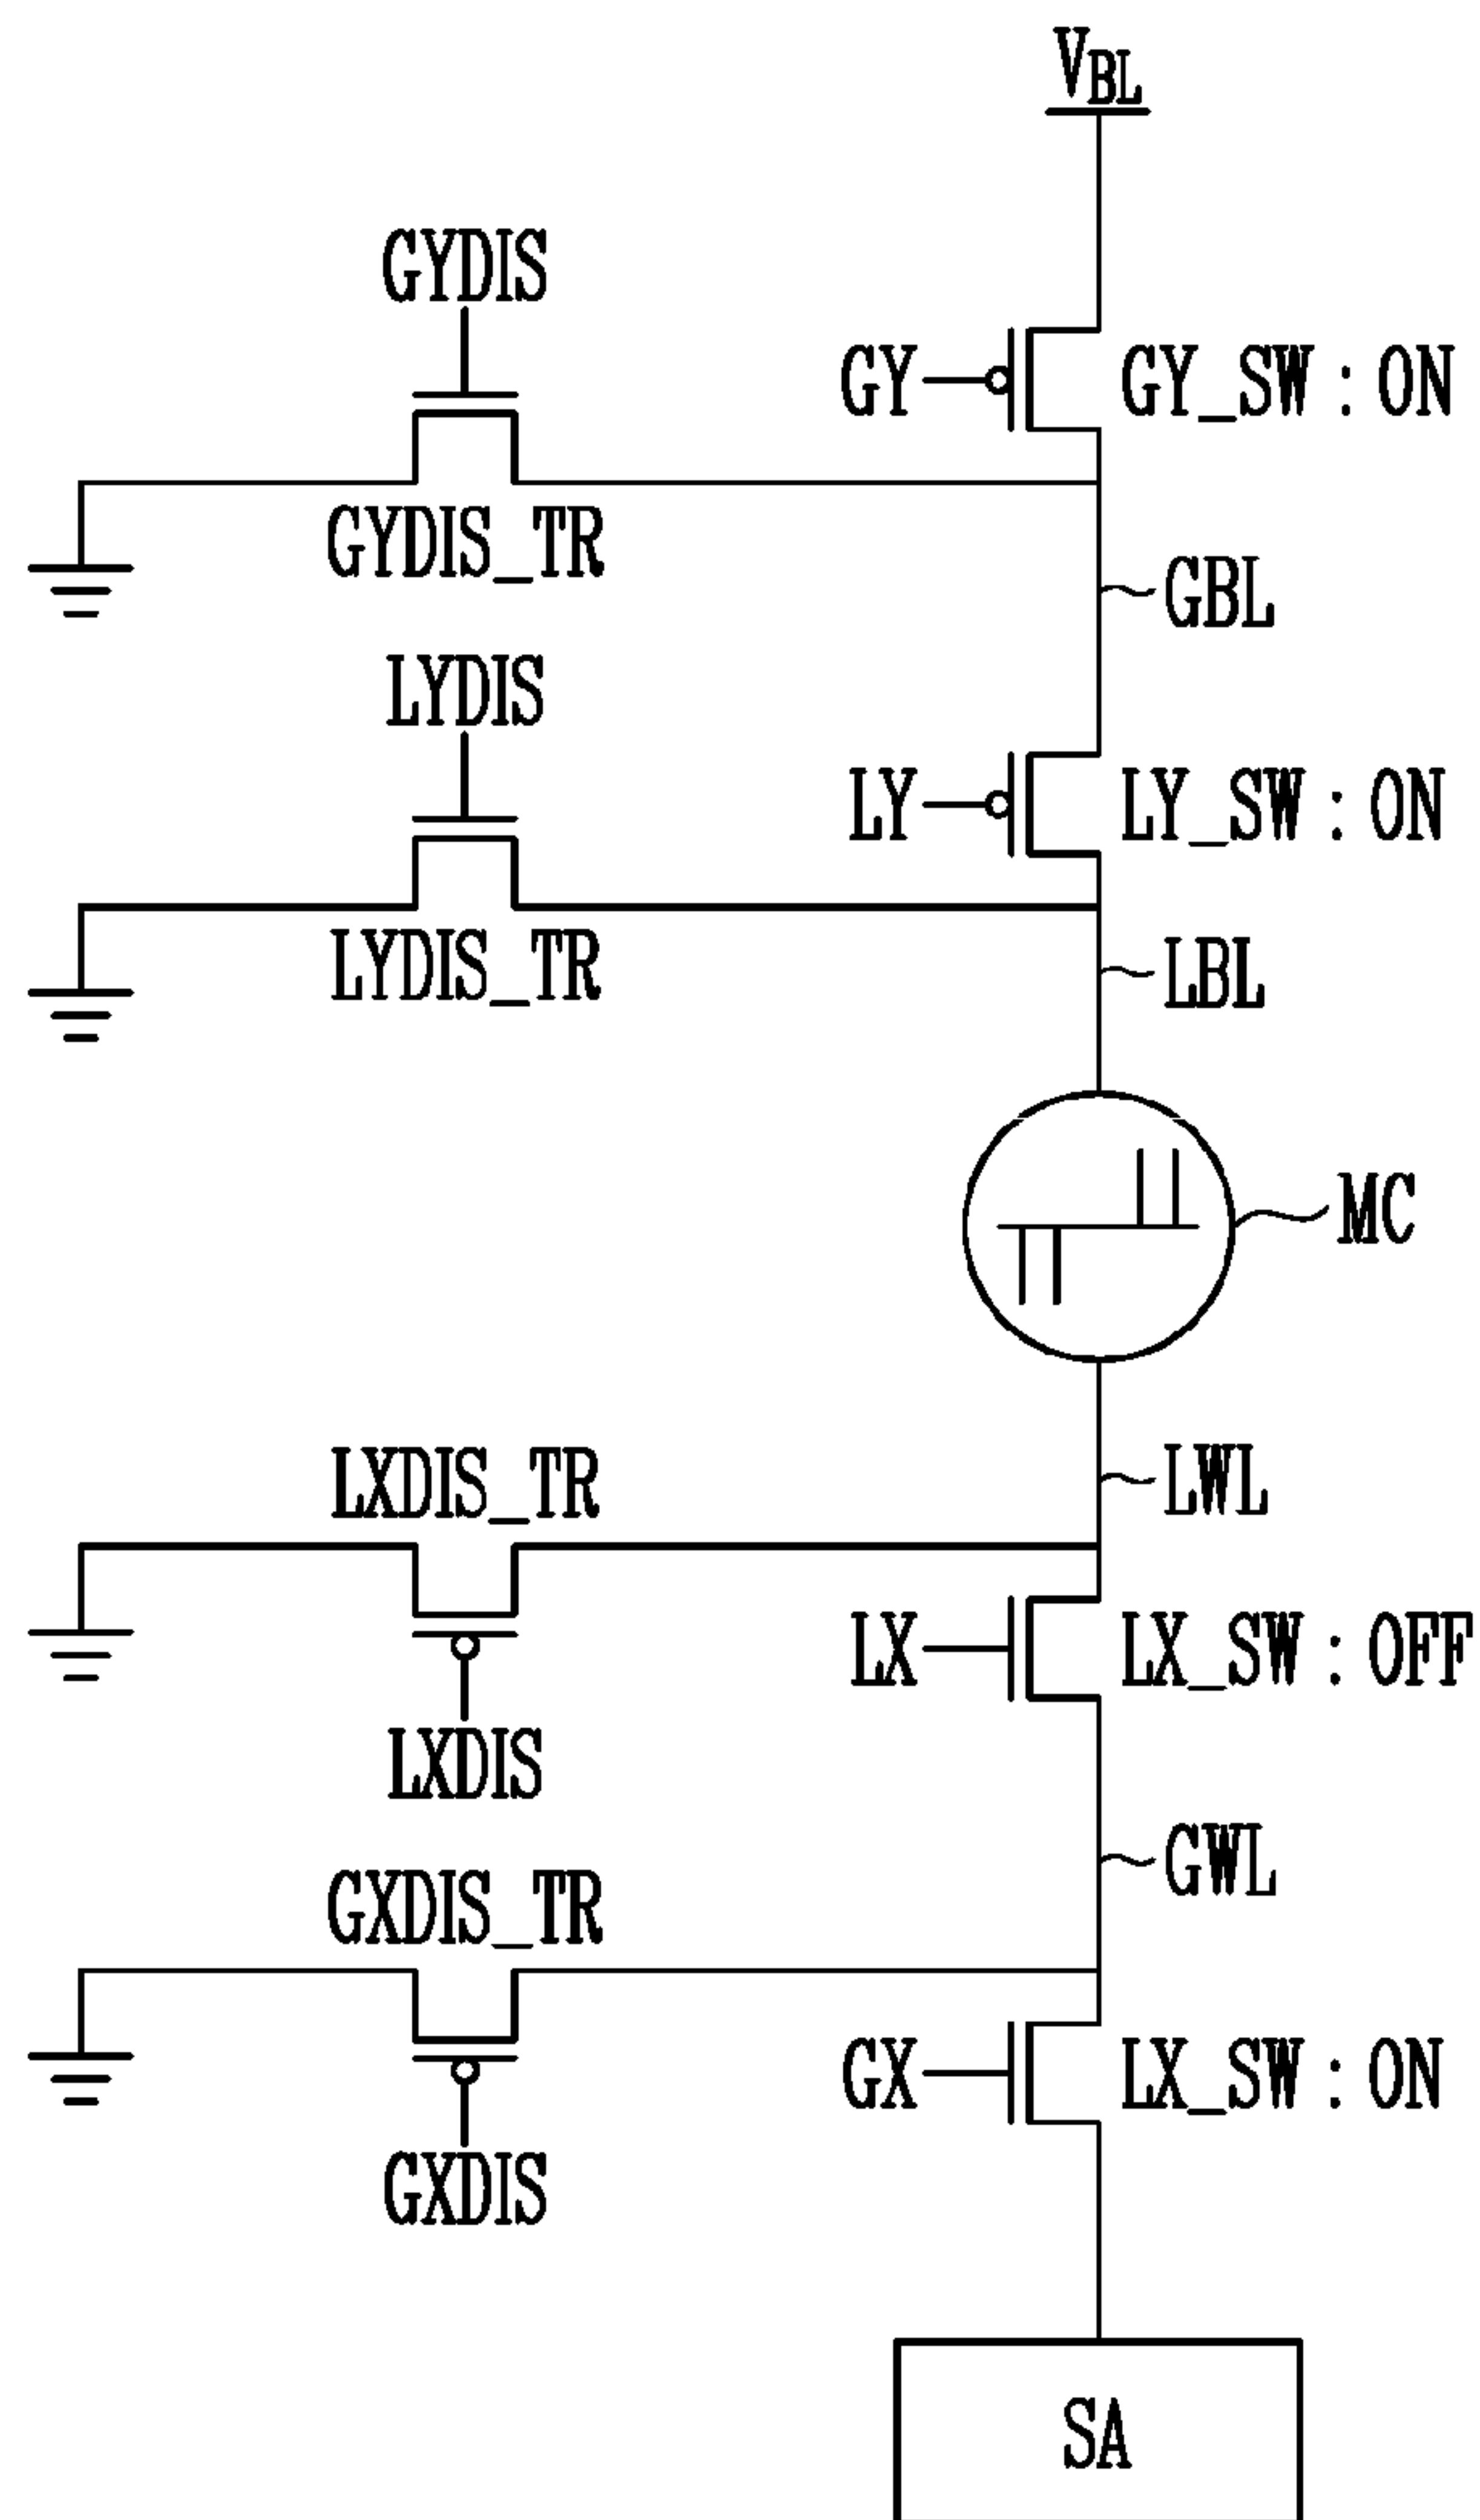 VBL
GYDIS
GY
GY_SW : ON
GYDIS_TR
GBL
LYDIS
LY
LY_SW : ON
LYDIS_TR
LBL
MC
LXDIS_TR
LWL
LX
LX_SW : OFF
LXDIS
GWL
GXDIS_TR
GX
LX_SW : ON
GXDIS
SA